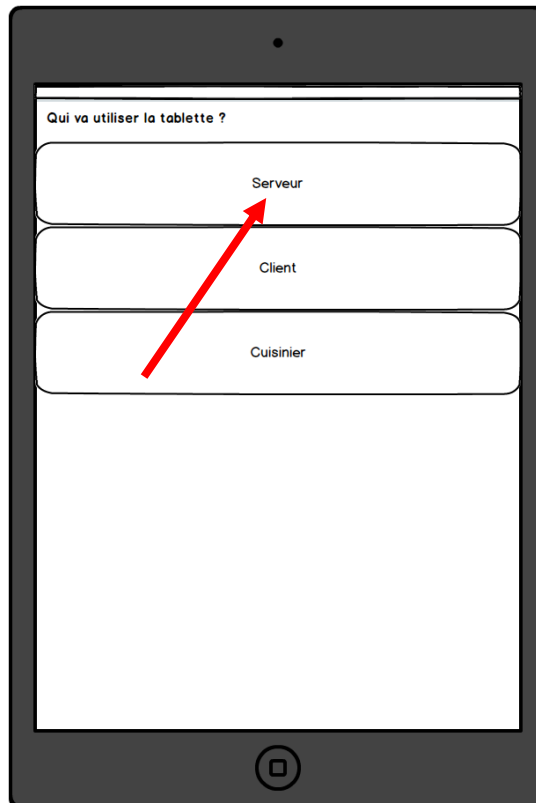 Qui va utiliser la tablette ?
Serveur
Client
Cuisinier